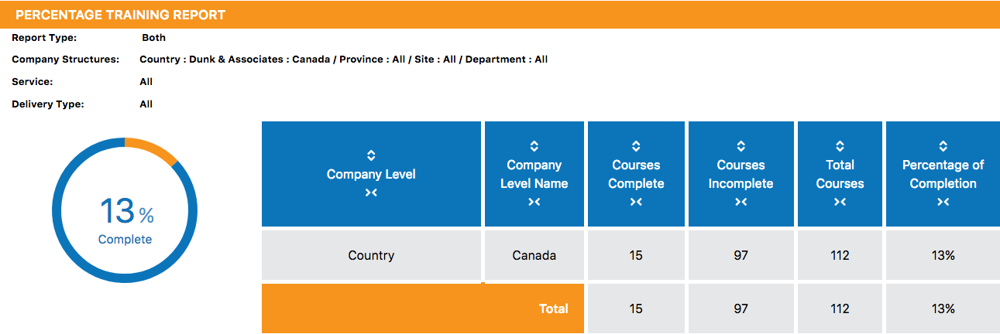 PERCENTAGE TRAINING REPORT
Report Type: Both
Company Structures: Country : Dunk & Associates : Canada / Province : All / Site : All / Department : All
Service: All
Delivery Type: All
13 %
Complete
Company Level
Company Level Name
Courses Complete
Courses Incomplete
Total Courses
Percentage of Completion
Country Canada 15 97 112 13%
Total 15 97 112 13%